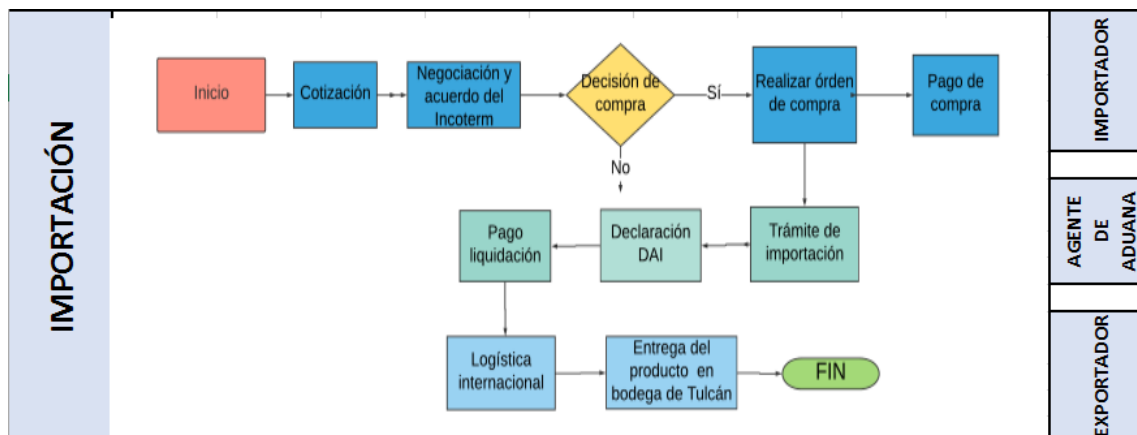 IMPORTACIÓN
Inicio
Cotización
Negociación y
acuerdo del
Incoterm
Decisión de
compra
Sí
No
Realizar órden
de compra
Pago de
compra
IMPORTADOR
Pago
liquidación
Declaración
DAI
Trámite de
importación
AGENTE
DE
ADUANA
Logística
internacional
Entrega del
producto en
bodega de Tulcán
FIN
EXPORTADOR